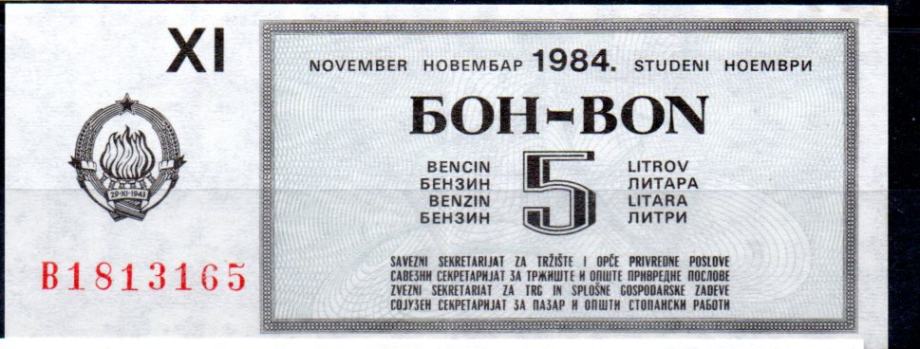 XI
29·XI·1943
B1813165
NOVEMBER НОВЕМБАР 1984. STUDENI НОЕМВРИ
БОН-BON
BENCIN 5 LITROV
БЕНЗИН ЛИТАРА
BENZIN LITARA
БЕНЗИН ЛИТРИ
SAVEZNI SEKRETARIJAT ZA TRŽIŠTE I OPĆE PRIVREDNE POSLOVE
САВЕЗНИ СЕКРЕТАРИЈАТ ЗА ТРЖИШТЕ И ОПШТЕ ПРИВРЕДНЕ ПОСЛОВЕ
ZVEZNI SEKRETARIAT ZA TRG IN SPLOŠNE GOSPODARSKE ZADEVE
СОЈУЗЕН СЕКРЕТАРИЈАТ ЗА ПАЗАР И ОПШТИ СТОПАНСКИ РАБОТИ